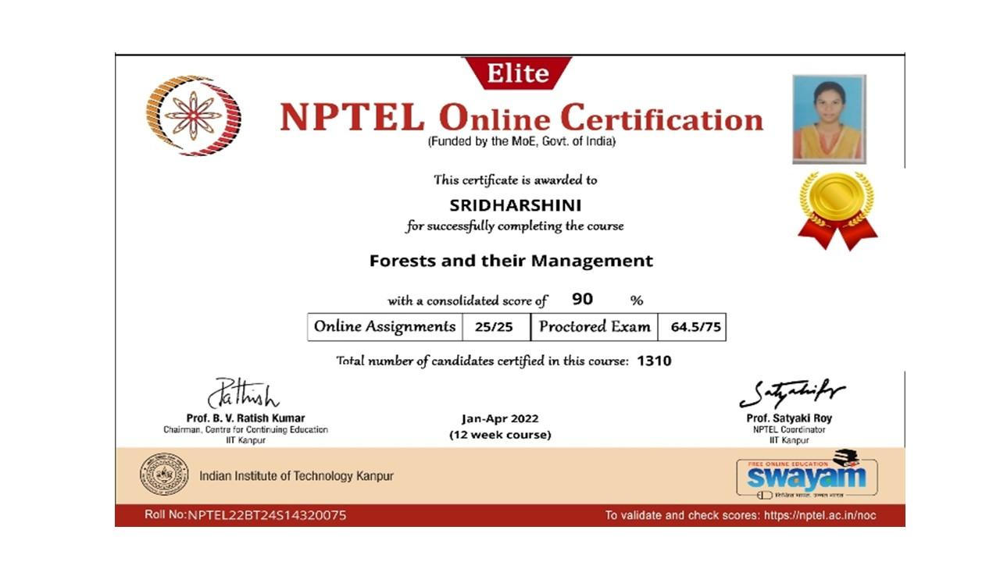 Elite
NPTEL Online Certification
(Funded by the MoE, Govt. of India)
This certificate is awarded to
SRIDHARSHINI
for successfully completing the course
Forests and their Management
with a consolidated score of 90 %
Online Assignments 25/25 Proctored Exam 64.5/75
Total number of candidates certified in this course: 1310
Prof. B. V. Ratish Kumar
Chairman, Centre for Continuing Education
IIT Kanpur
Jan-Apr 2022
(12 week course)
Prof. Satyaki Roy
NPTEL Coordinator
IIT Kanpur
Indian Institute of Technology Kanpur
FREE ONLINE EDUCATION
swayam
शिक्षित भारत, उन्नत भारत
Roll No:NPTEL22BT24S14320075
To validate and check scores: https://nptel.ac.in/noc